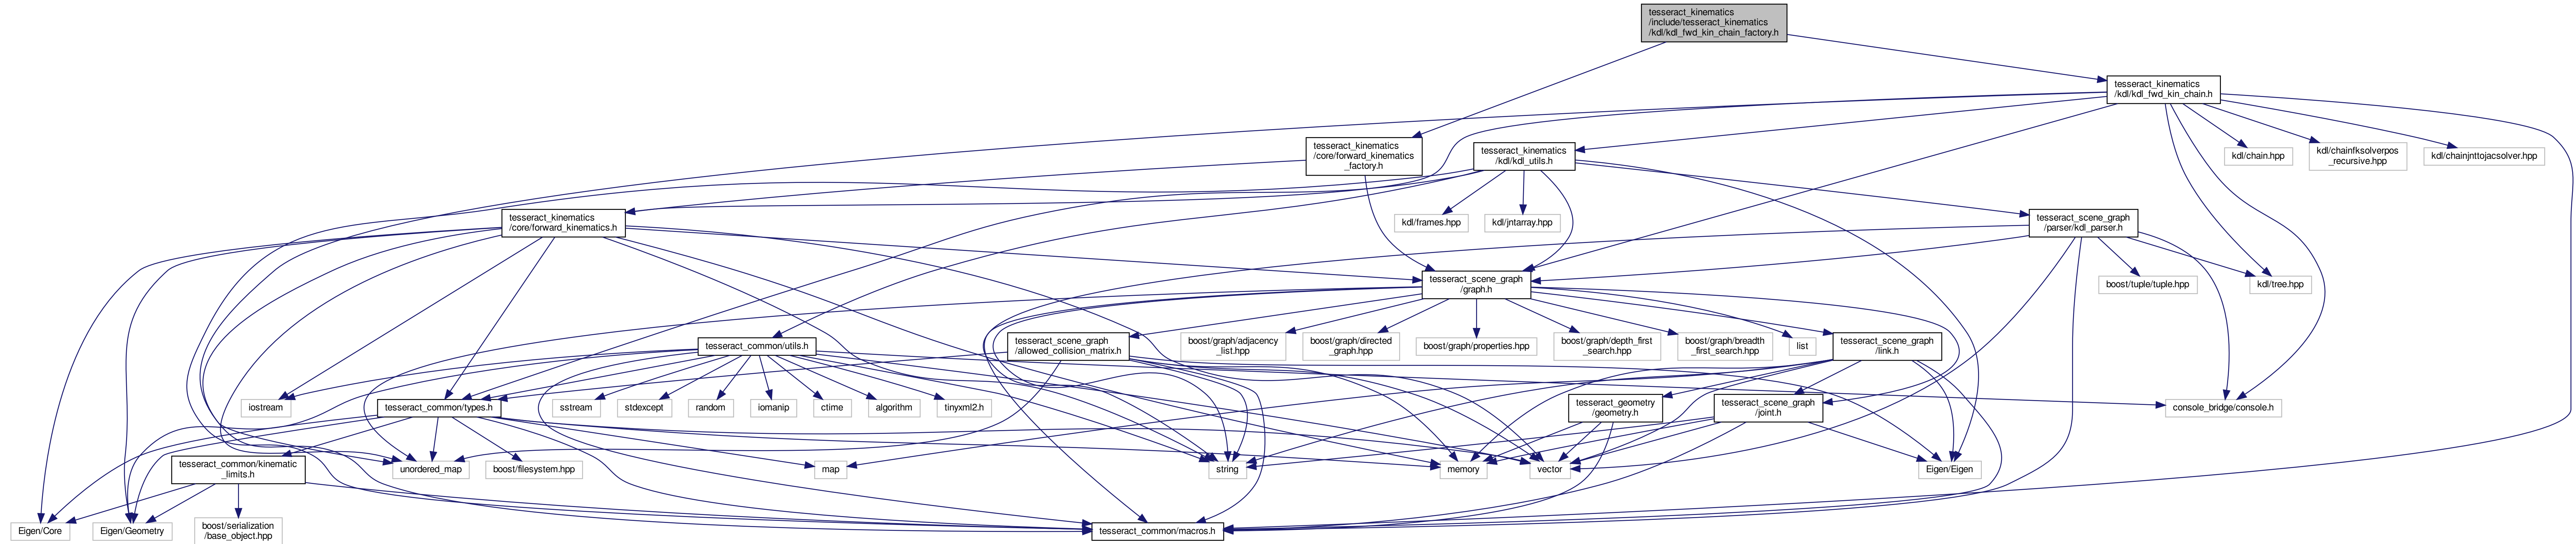 tesseract_kinematics
/include/tesseract_kinematics
/kdl/kdl_fwd_kin_chain_factory.h
tesseract_kinematics
/kdl/kdl_fwd_kin_chain.h
tesseract_kinematics
/core/forward_kinematics
_factory.h
tesseract_kinematics
/kdl/kdl_utils.h
kdl/chain.hpp
kdl/chainfksolverpos
_recursive.hpp
kdl/chainjnttojacsolver.hpp
tesseract_kinematics
/core/forward_kinematics.h
kdl/frames.hpp
kdl/jntarray.hpp
tesseract_scene_graph
/parser/kdl_parser.h
tesseract_scene_graph
/graph.h
boost/tuple/tuple.hpp
kdl/tree.hpp
tesseract_common/utils.h
tesseract_scene_graph
/allowed_collision_matrix.h
boost/graph/adjacency
_list.hpp
boost/graph/directed
_graph.hpp
boost/graph/properties.hpp
boost/graph/depth_first
_search.hpp
boost/graph/breadth
_first_search.hpp
list
tesseract_scene_graph
/link.h
iostream
tesseract_common/types.h
sstream
stdexcept
random
iomanip
ctime
algorithm
tinyxml2.h
tesseract_geometry
/geometry.h
tesseract_scene_graph
/joint.h
console_bridge/console.h
tesseract_common/kinematic
_limits.h
unordered_map
boost/filesystem.hpp
map
string
memory
vector
Eigen/Eigen
Eigen/Core
Eigen/Geometry
boost/serialization
/base_object.hpp
tesseract_common/macros.h